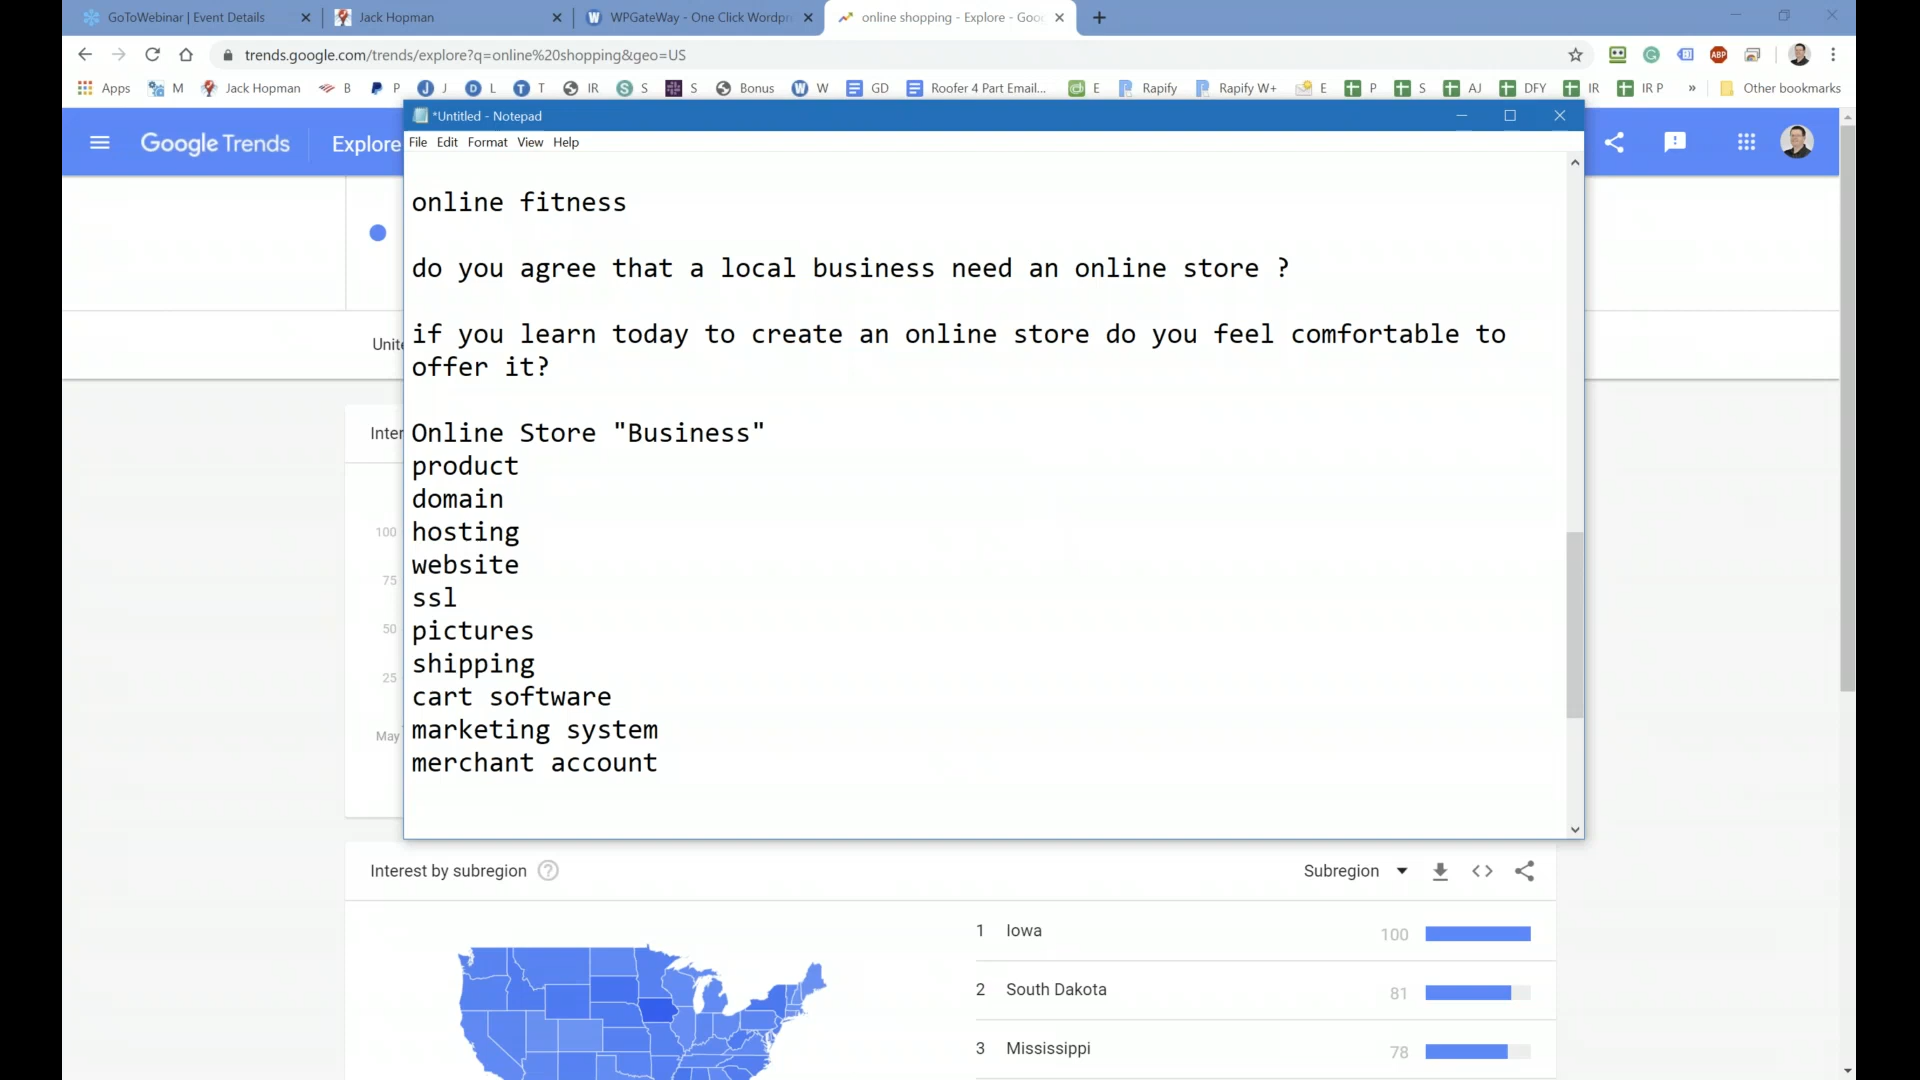 GoToWebinar | Event Details
Jack Hopman
WPGateWay - One Click Wordpr
online shopping - Explore - Goo
trends.google.com/trends/explore?q=online%20shopping&geo=US
Apps M Jack Hopman B P J L T IR S S Bonus W GD Roofer 4 Part Email... E Rapify Rapify W+ E P S AJ DFY IR IR P » Other bookmarks
Google Trends Explore
*Untitled - Notepad
File Edit Format View Help
online fitness
do you agree that a local business need an online store ?
if you learn today to create an online store do you feel comfortable to
offer it?
Online Store "Business"
product
domain
hosting
website
ssl
pictures
shipping
cart software
marketing system
merchant account
Unite
Inter
100
75
50
25
May
Interest by subregion
Subregion
1 Iowa 100
2 South Dakota 81
3 Mississippi 78